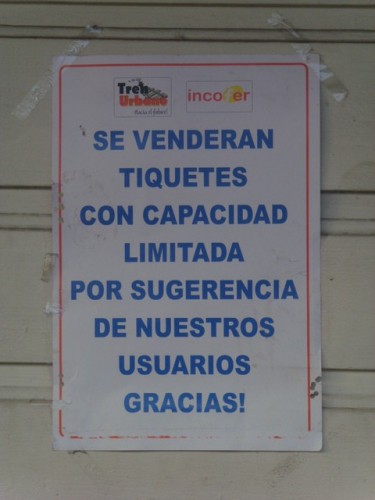 Tren
Urbano
incofer
SE VENDERAN
TIQUETES
CON CAPACIDAD
LIMITADA
POR SUGERENCIA
DE NUESTROS
USUARIOS
GRACIAS!